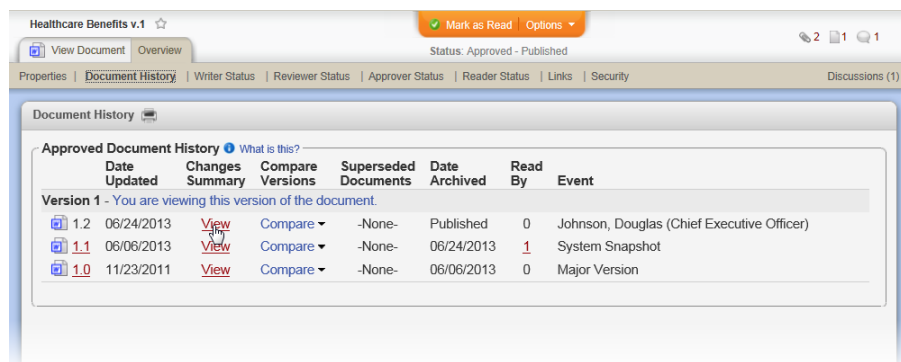 Healthcare Benefits v.1
Mark as Read Options
2 1 1
View Document Overview
Status: Approved - Published
Properties | Document History | Writer Status | Reviewer Status | Approver Status | Reader Status | Links | Security Discussions (1)
Document History
Approved Document History What is this?
Date Updated Changes Summary Compare Versions Superseded Documents Date Archived Read By Event
Version 1 - You are viewing this version of the document.
1.2 06/24/2013 View Compare -None- Published 0 Johnson, Douglas (Chief Executive Officer)
1.1 06/06/2013 View Compare -None- 06/24/2013 1 System Snapshot
1.0 11/23/2011 View Compare -None- 06/06/2013 0 Major Version